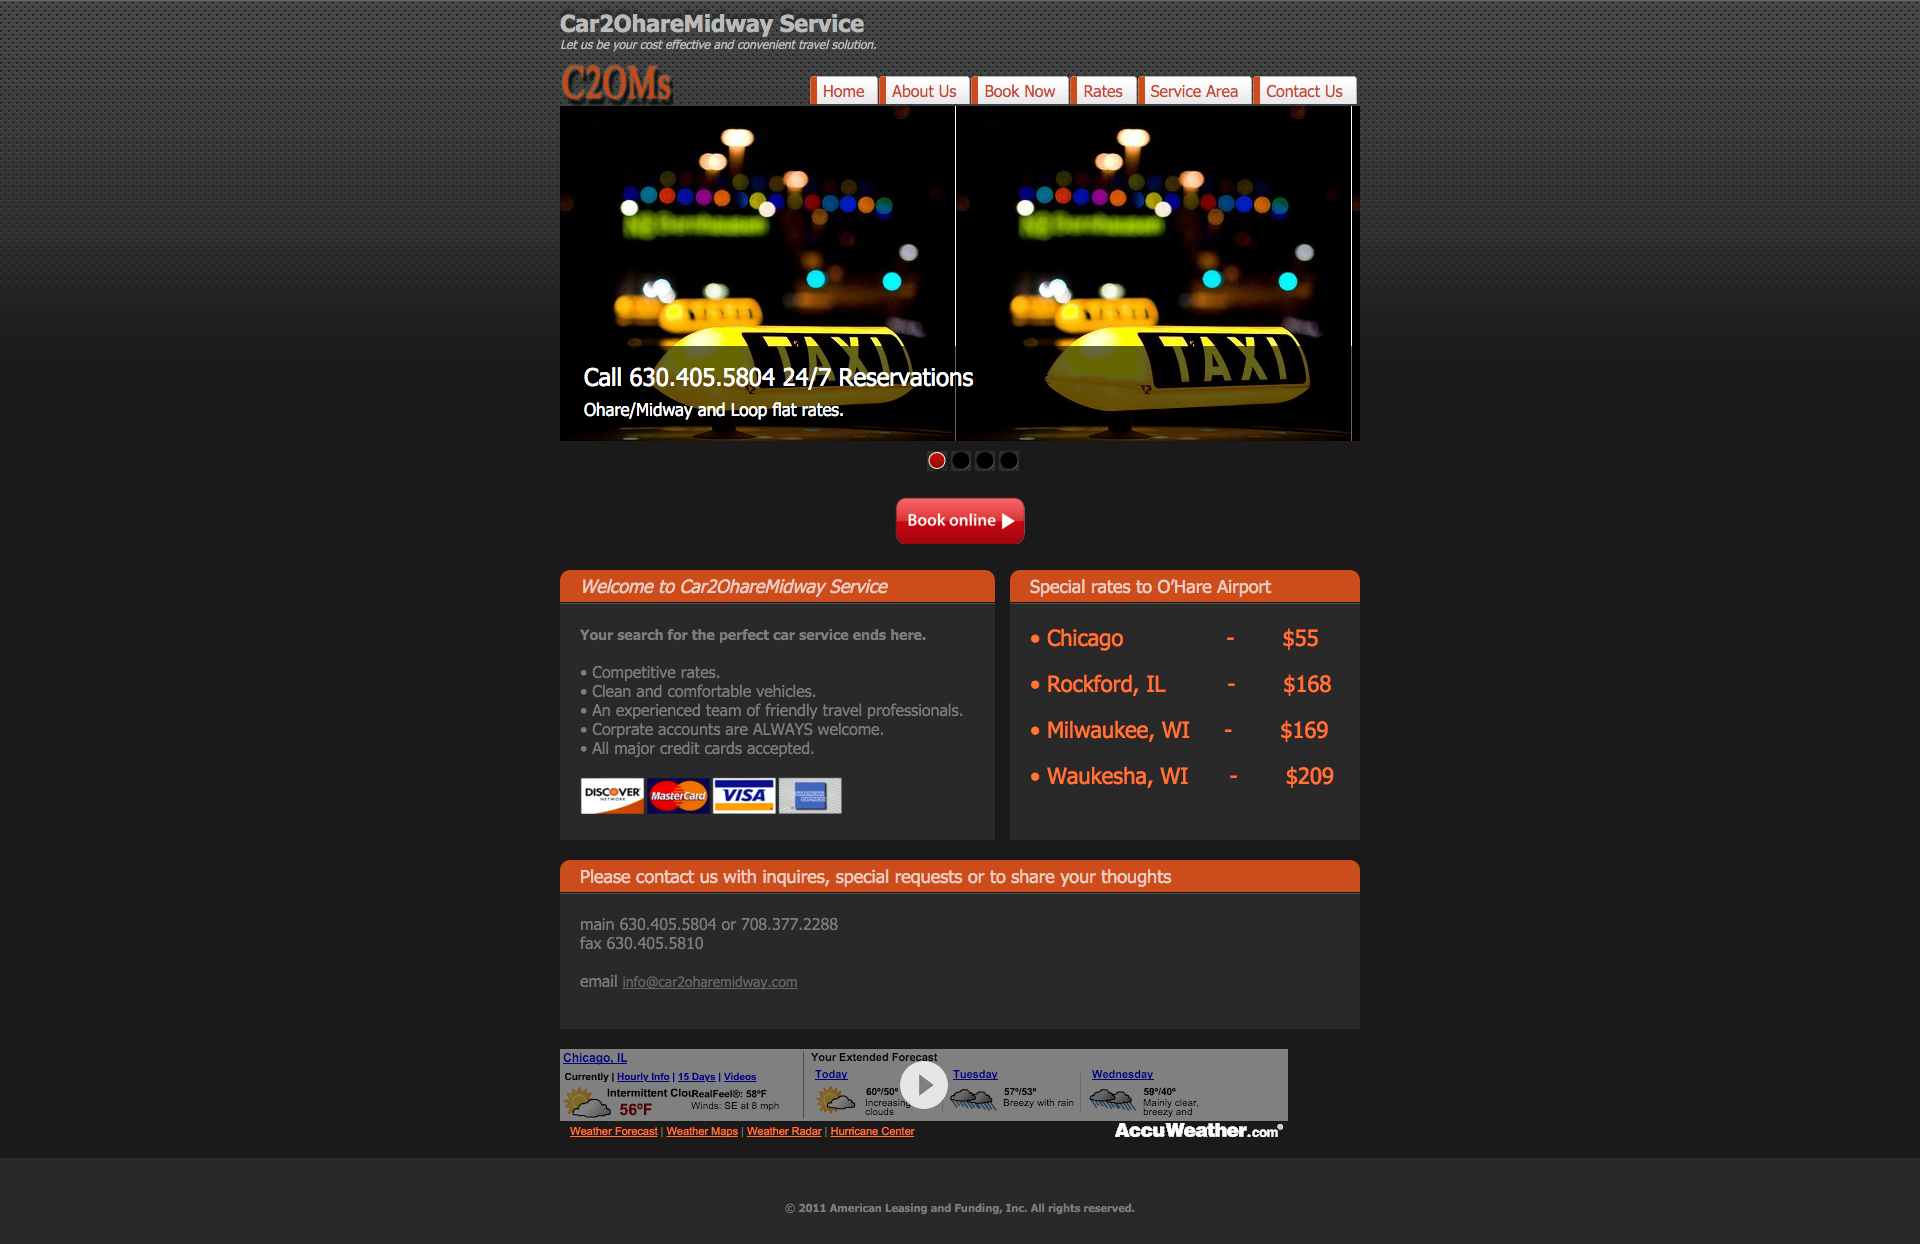 Car2OhareMidway Service
Let us be your cost effective and convenient travel solution.
C2OMs
Home
About Us
Book Now
Rates
Service Area
Contact Us
TAXI
TAXI
Call 630.405.5804 24/7 Reservations
Ohare/Midway and Loop flat rates.
Book online
Welcome to Car2OhareMidway Service
Your search for the perfect car service ends here.
• Competitive rates.
• Clean and comfortable vehicles.
• An experienced team of friendly travel professionals.
• Corprate accounts are ALWAYS welcome.
• All major credit cards accepted.
DISCOVER NETWORK
MasterCard
VISA
AMERICAN EXPRESS
Special rates to O'Hare Airport
• Chicago - $55
• Rockford, IL - $168
• Milwaukee, WI - $169
• Waukesha, WI - $209
Please contact us with inquires, special requests or to share your thoughts
main 630.405.5804 or 708.377.2288
fax 630.405.5810
email info@car2oharemidway.com
Chicago, IL
Currently | Hourly Info | 15 Days | Videos
Intermittent Clou
56°F
RealFeel®: 58°F
Winds: SE at 8 mph
Your Extended Forecast
Today
60°/50°
Increasing
clouds
Tuesday
57°/53°
Breezy with rain
Wednesday
59°/40°
Mainly clear,
breezy and
Weather Forecast | Weather Maps | Weather Radar | Hurricane Center
AccuWeather.com®
© 2011 American Leasing and Funding, Inc. All rights reserved.